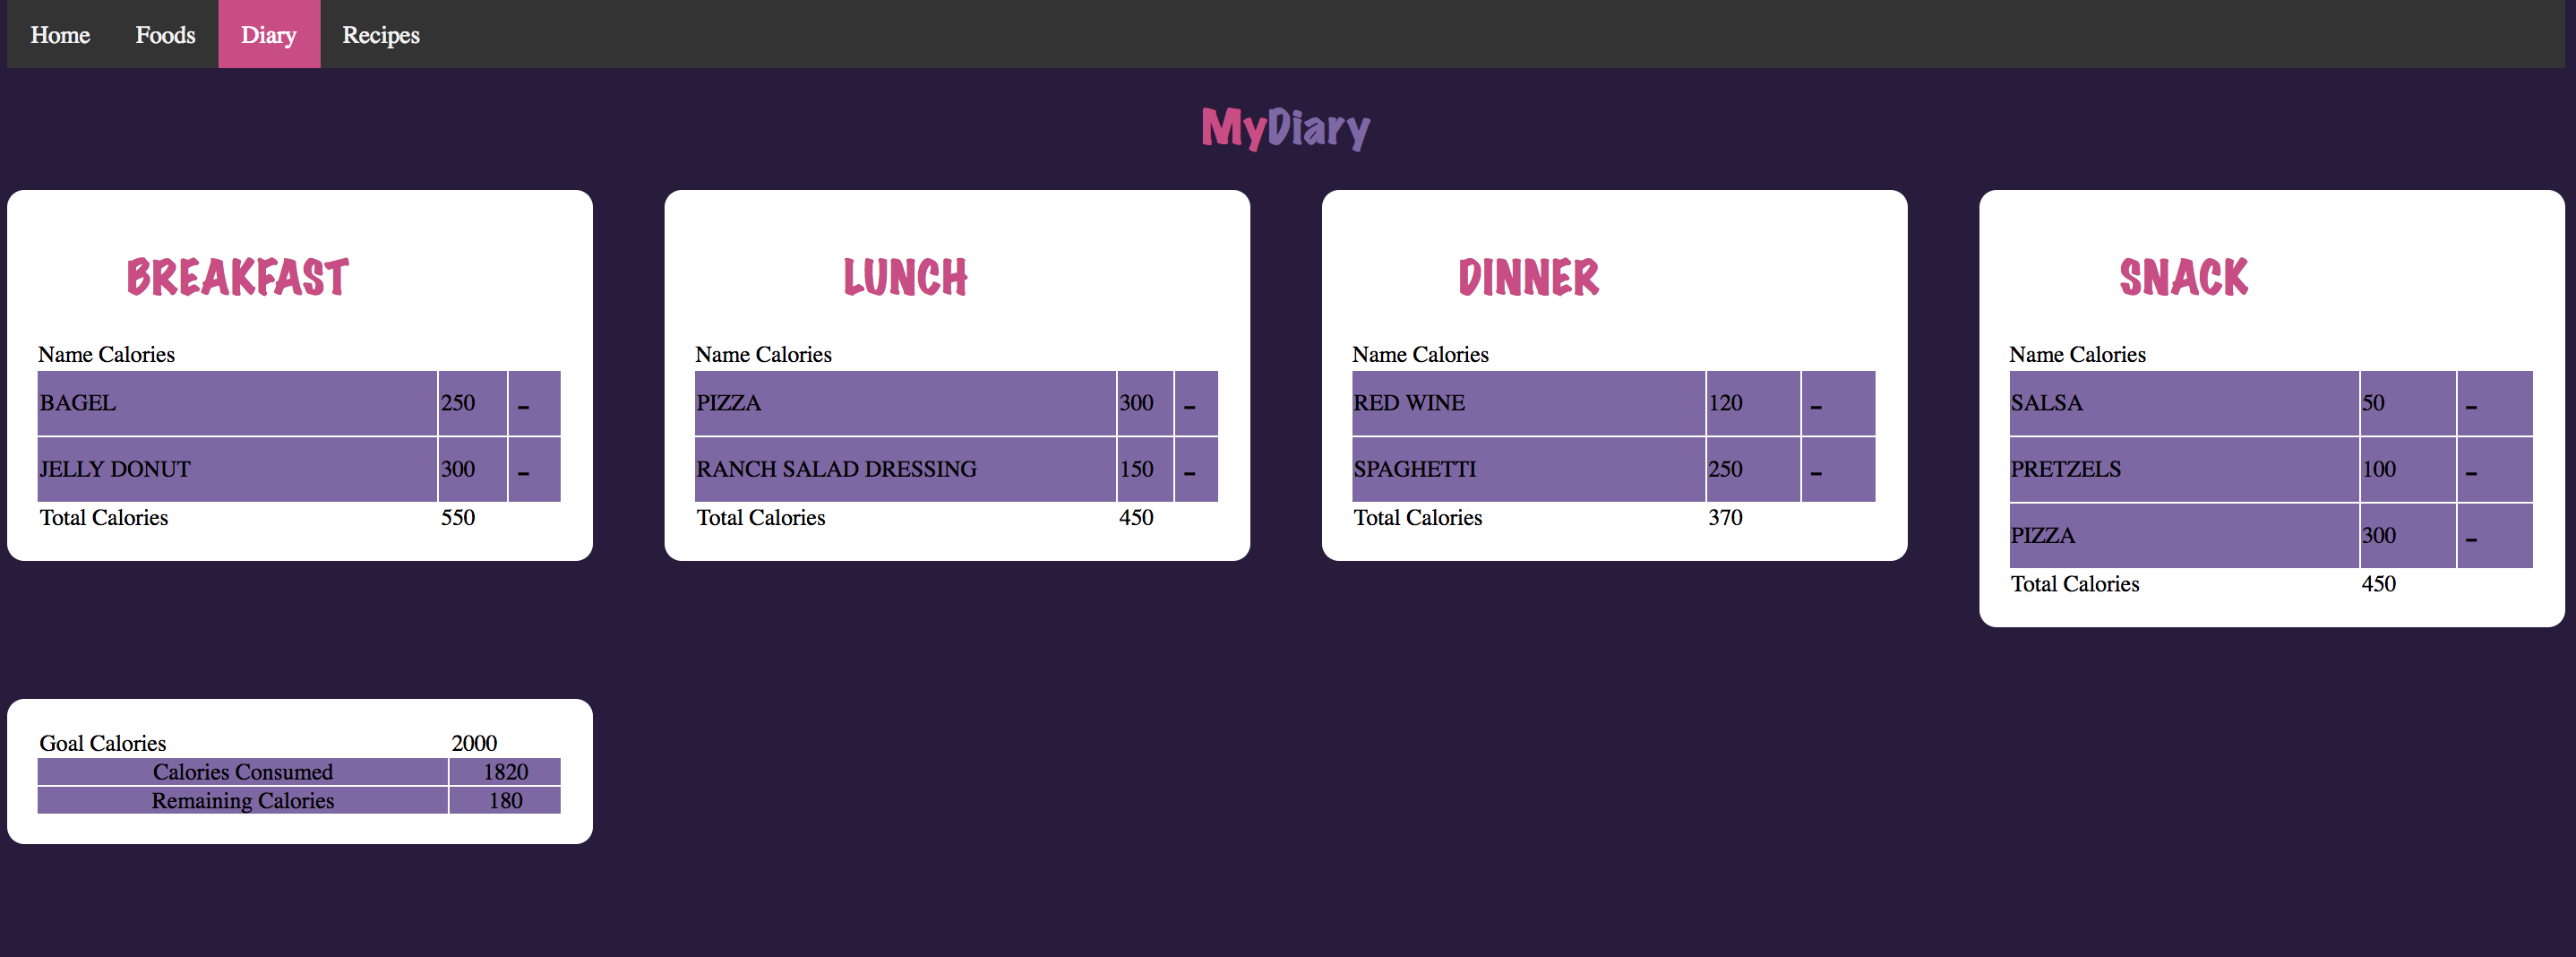 Home Foods Diary Recipes
MyDiary
BREAKFAST
Name Calories
BAGEL 250 -
JELLY DONUT 300 -
Total Calories 550
LUNCH
Name Calories
PIZZA 300 -
RANCH SALAD DRESSING 150 -
Total Calories 450
DINNER
Name Calories
RED WINE 120 -
SPAGHETTI 250 -
Total Calories 370
SNACK
Name Calories
SALSA 50 -
PRETZELS 100 -
PIZZA 300 -
Total Calories 450
Goal Calories 2000
Calories Consumed 1820
Remaining Calories 180